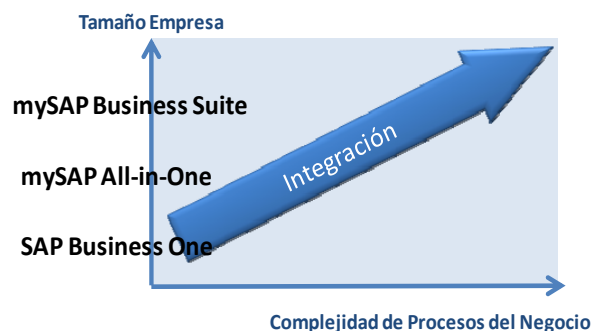 Tamaño Empresa
mySAP Business Suite
Integración
mySAP All-in-One
SAP Business One
Complejidad de Procesos del Negocio